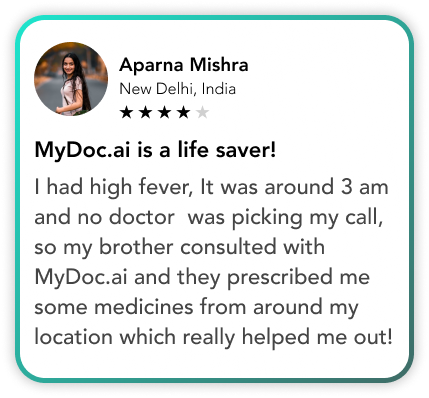 Aparna Mishra
New Delhi, India
MyDoc.ai is a life saver!
I had high fever, It was around 3 am
and no doctor  was picking my call,
so my brother consulted with
MyDoc.ai and they prescribed me
some medicines from around my
location which really helped me out!